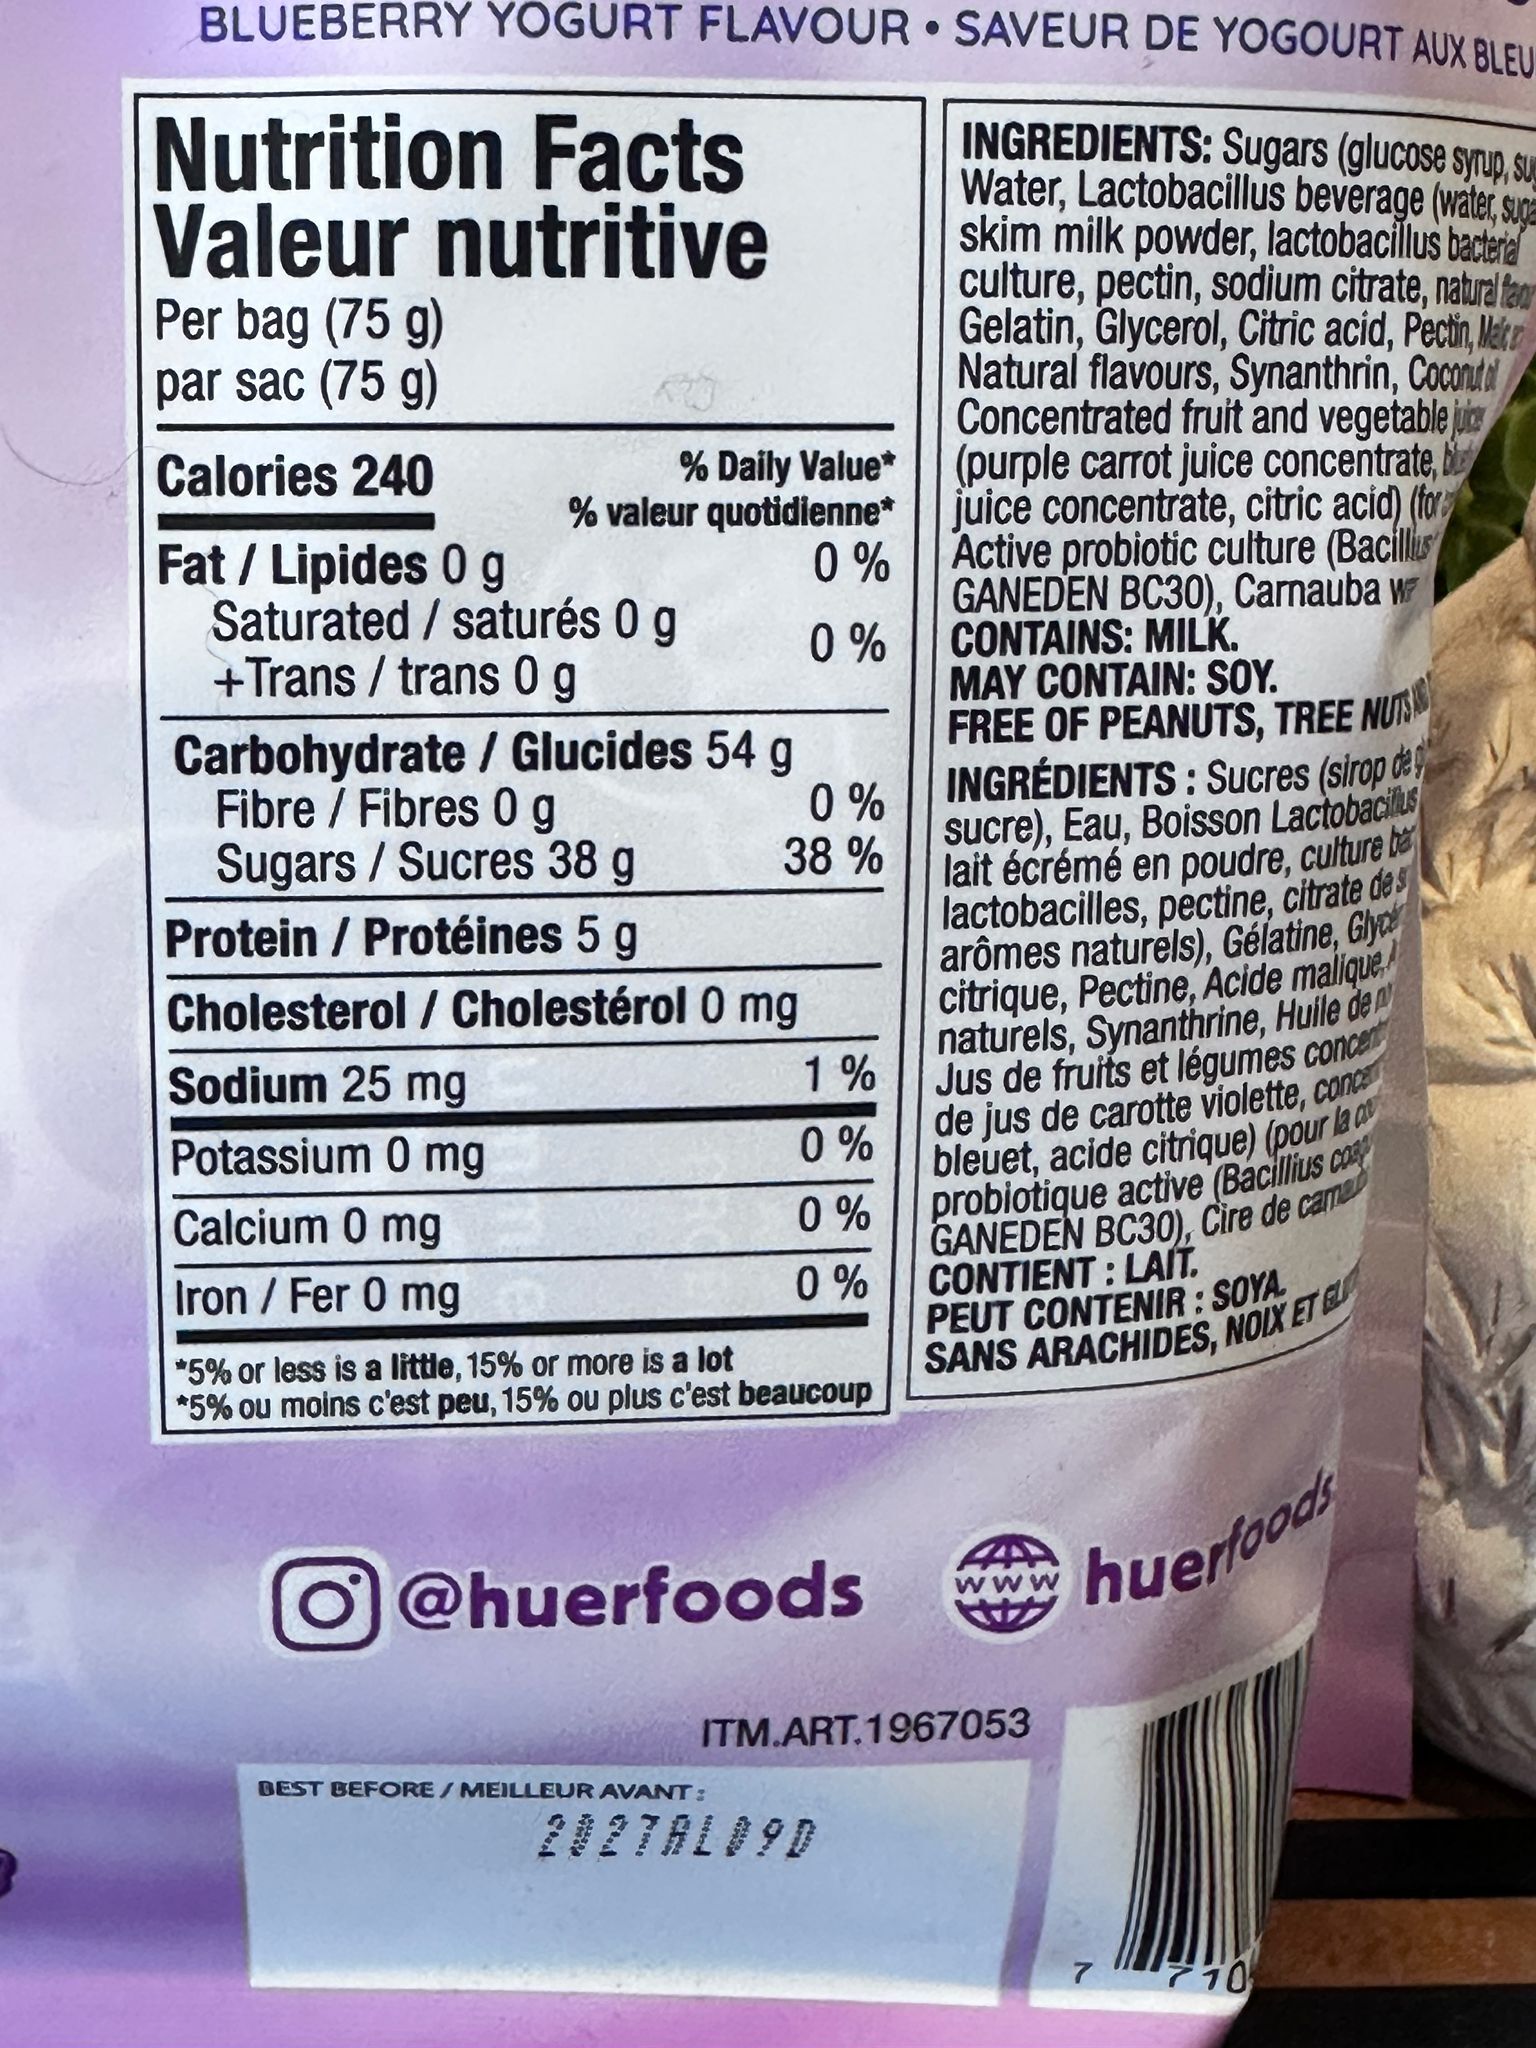 BLUEBERRY YOGURT FLAVOUR • SAVEUR DE YOGOURT AUX
Nutrition Facts
Valeur nutritive
Per bag (75 g)
par sac (75 g)
Calories 240
% Daily Value*
% valeur quotidienne*
Fat / Lipides 0 g 0 %
Saturated / saturés 0 g
+Trans / trans 0 g 0 %
Carbohydrate / Glucides 54 g
Fibre / Fibres 0 g 0 %
Sugars / Sucres 38 g 38 %
Protein / Protéines 5 g
Cholesterol / Cholestérol 0 mg
Sodium 25 mg 1 %
Potassium 0 mg 0 %
Calcium 0 mg 0 %
Iron / Fer 0 mg 0 %
*5% or less is a little, 15% or more is a lot
*5% ou moins c'est peu, 15% ou plus c'est beaucoup
INGREDIENTS: Sugars (glucose syrup,
Water, Lactobacillus beverage (water,
skim milk powder, lactobacillus bacterial
culture, pectin, sodium citrate, natural
Gelatin, Glycerol, Citric acid, Pectin,
Natural flavours, Synanthrin, Coconut
Concentrated fruit and vegetable
(purple carrot juice concentrate,
juice concentrate, citric acid) (for
Active probiotic culture (Bacillius
GANEDEN BC30), Carnauba
CONTAINS: MILK.
MAY CONTAIN: SOY.
FREE OF PEANUTS, TREE NUTS
INGRÉDIENTS : Sucres (sirop de
sucre), Eau, Boisson Lactobacillus
lait écrémé en poudre, culture
lactobacilles, pectine, citrate de
arômes naturels), Gélatine,
citrique, Pectine, Acide malique,
naturels, Synanthrine, Huile de
Jus de fruits et légumes
de jus de carotte violette,
bleuet, acide citrique) (pour la
probiotique active (Bacillius
GANEDEN BC30), Cire de
CONTIENT : LAIT.
PEUT CONTENIR : SOYA.
SANS ARACHIDES, NOIX ET
@huerfoods
www huerfoods
ITM.ART.1967053
BEST BEFORE / MEILLEUR AVANT :
2027AL09D
7 710